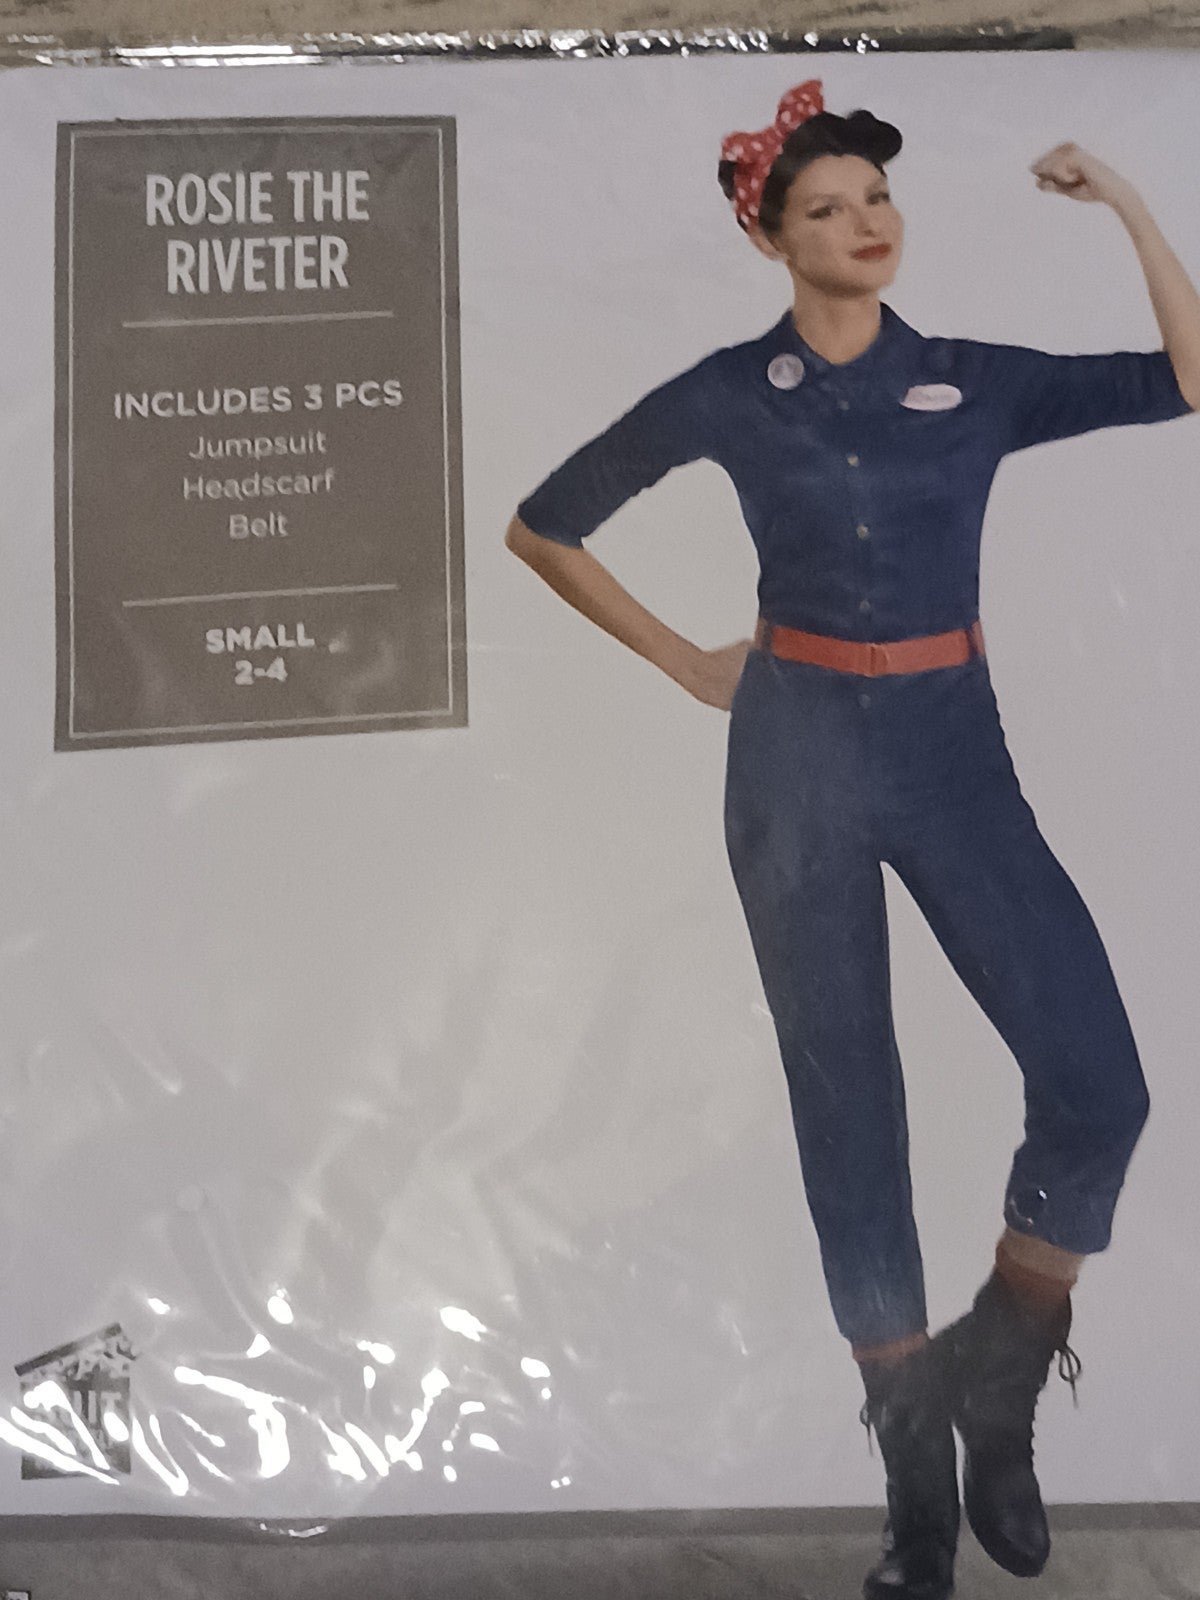 ROSIE THE
RIVETER
INCLUDES 3 PCS
Jumpsuit
Headscarf
Belt
SMALL
2-4